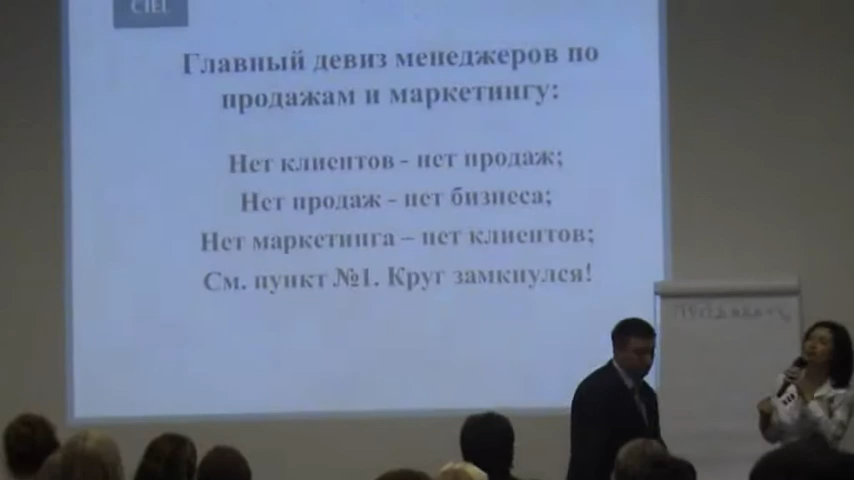 CIEL
Главный девиз менеджеров по
продажам и маркетингу:
Нет клиентов - нет продаж;
Нет продаж - нет бизнеса;
Нет маркетинга – нет клиентов;
См. пункт №1. Круг замкнулся!